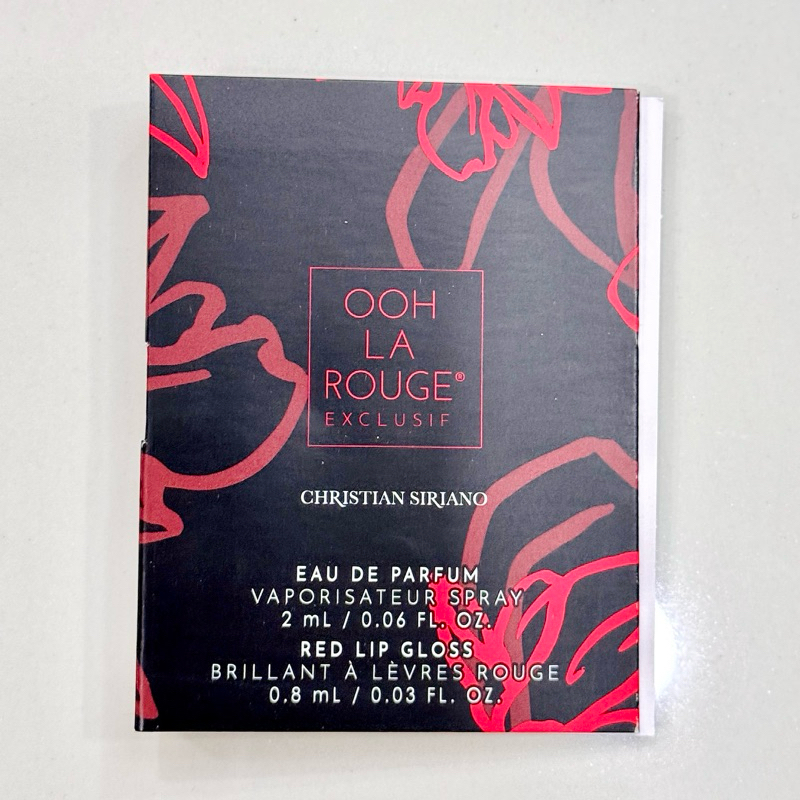 OOH
LA
ROUGE®
EXCLUSIF
CHRISTIAN SIRIANO
EAU DE PARFUM
VAPORISATEUR SPRAY
2 mL / 0.06 FL. OZ.
RED LIP GLOSS
BRILLANT À LÈVRES ROUGE
0.8 mL / 0.03 FL. OZ.